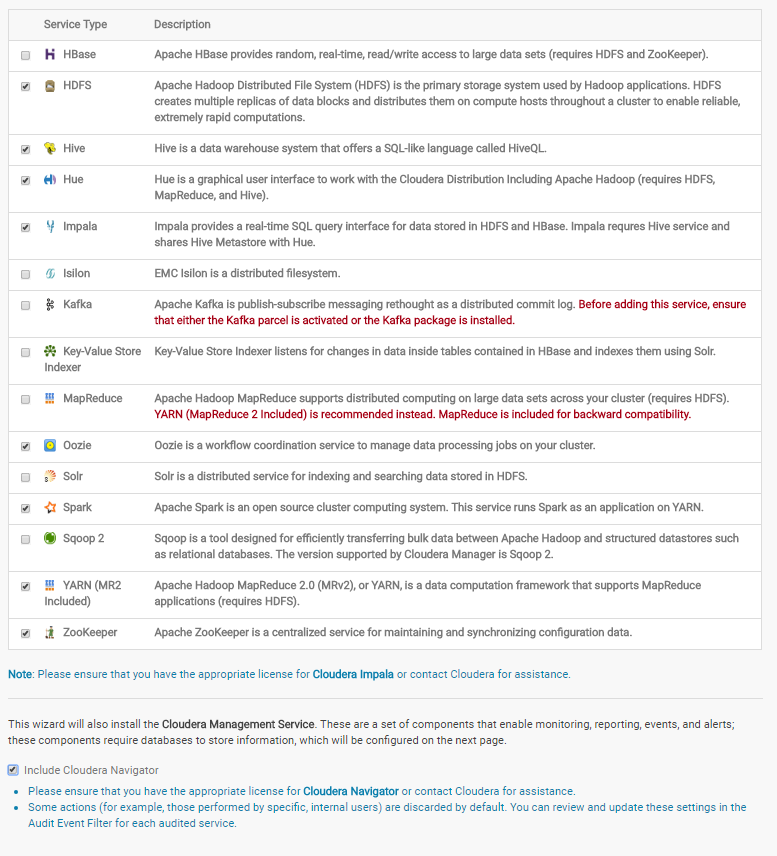 Service Type Description
HBase Apache HBase provides random, real-time, read/write access to large data sets (requires HDFS and ZooKeeper).
HDFS Apache Hadoop Distributed File System (HDFS) is the primary storage system used by Hadoop applications. HDFS
creates multiple replicas of data blocks and distributes them on compute hosts throughout a cluster to enable reliable,
extremely rapid computations.
Hive Hive is a data warehouse system that offers a SQL-like language called HiveQL.
Hue Hue is a graphical user interface to work with the Cloudera Distribution Including Apache Hadoop (requires HDFS,
MapReduce, and Hive).
Impala Impala provides a real-time SQL query interface for data stored in HDFS and HBase. Impala requres Hive service and
shares Hive Metastore with Hue.
Isilon EMC Isilon is a distributed filesystem.
Kafka Apache Kafka is publish-subscribe messaging rethought as a distributed commit log. Before adding this service, ensure
that either the Kafka parcel is activated or the Kafka package is installed.
Key-Value Store Key-Value Store Indexer listens for changes in data inside tables contained in HBase and indexes them using Solr.
Indexer
MapReduce Apache Hadoop MapReduce supports distributed computing on large data sets across your cluster (requires HDFS).
YARN (MapReduce 2 Included) is recommended instead. MapReduce is included for backward compatibility.
Oozie Oozie is a workflow coordination service to manage data processing jobs on your cluster.
Solr Solr is a distributed service for indexing and searching data stored in HDFS.
Spark Apache Spark is an open source cluster computing system. This service runs Spark as an application on YARN.
Sqoop 2 Sqoop is a tool designed for efficiently transferring bulk data between Apache Hadoop and structured datastores such
as relational databases. The version supported by Cloudera Manager is Sqoop 2.
YARN (MR2 Apache Hadoop MapReduce 2.0 (MRv2), or YARN, is a data computation framework that supports MapReduce
Included) applications (requires HDFS).
ZooKeeper Apache ZooKeeper is a centralized service for maintaining and synchronizing configuration data.
Note: Please ensure that you have the appropriate license for Cloudera Impala or contact Cloudera for assistance.
This wizard will also install the Cloudera Management Service. These are a set of components that enable monitoring, reporting, events, and alerts;
these components require databases to store information, which will be configured on the next page.
Include Cloudera Navigator
• Please ensure that you have the appropriate license for Cloudera Navigator or contact Cloudera for assistance.
• Some actions (for example, those performed by specific, internal users) are discarded by default. You can review and update these settings in the
Audit Event Filter for each audited service.